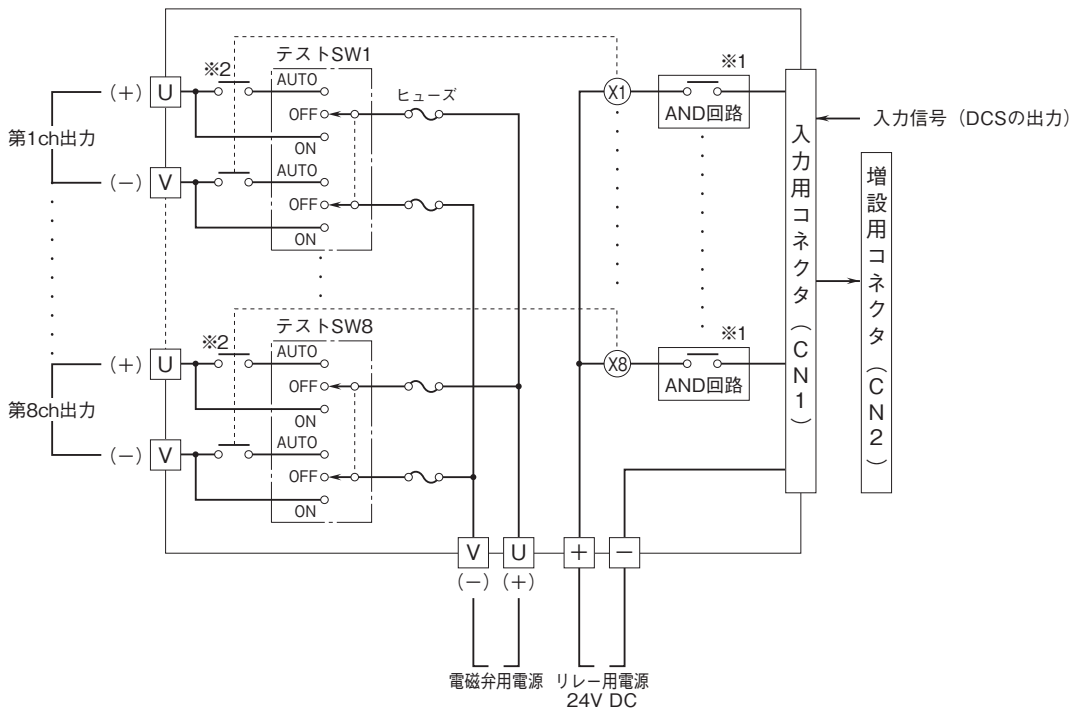 テストSW1
※2
※1
AUTO
(+) U
OFF
ヒューズ
X1
AND回路
入力信号（DCSの出力）
第1ch出力
ON
AUTO
(−) V
OFF
ON
入力用コネクタ（CN1）
増設用コネクタ（CN2）
テストSW8
※2
※1
AUTO
(+) U
OFF
X8
AND回路
第8ch出力
ON
AUTO
(−) V
OFF
ON
V U + −
(−) (+)
電磁弁用電源 リレー用電源
24V DC